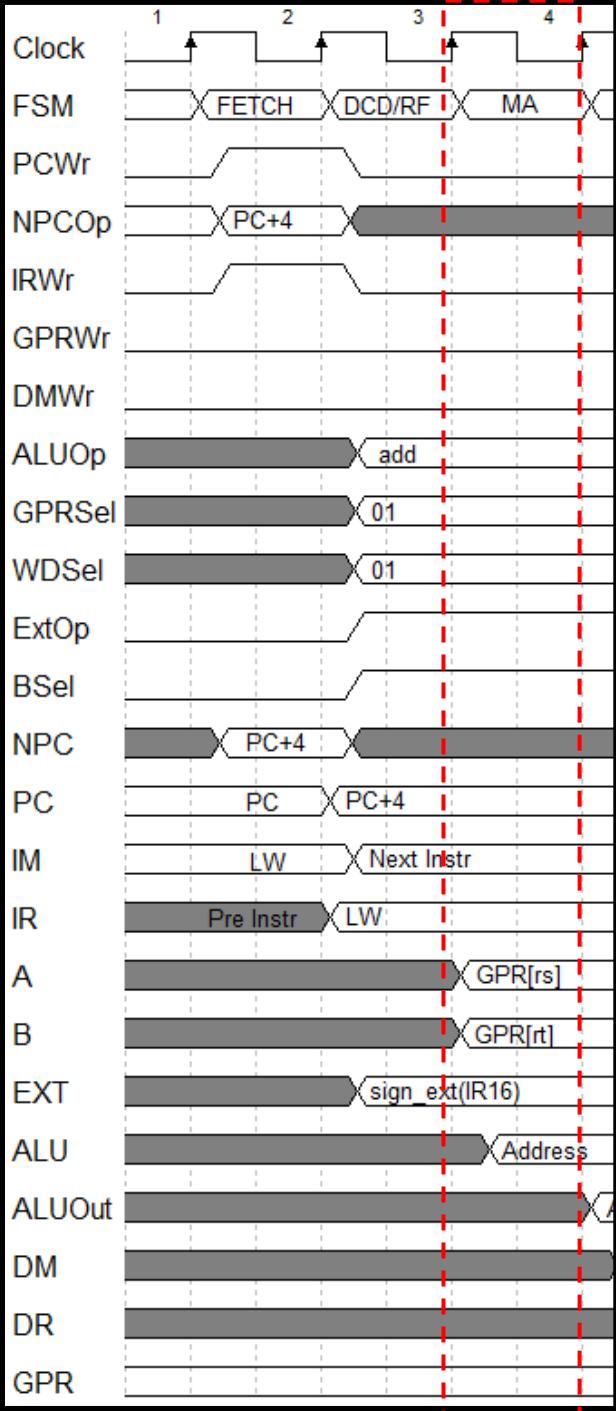 1 2 3 4
Clock
FSM FETCH DCD/RF MA
PCWr
NPCOp PC+4
IRWr
GPRWr
DMWr
ALUOp add
GPRSel 01
WDSel 01
ExtOp
BSel
NPC PC+4
PC PC PC+4
IM LW Next Instr
IR Pre Instr LW
A GPR[rs]
B GPR[rt]
EXT sign_ext(IR16)
ALU Address
ALUOut
DM
DR
GPR